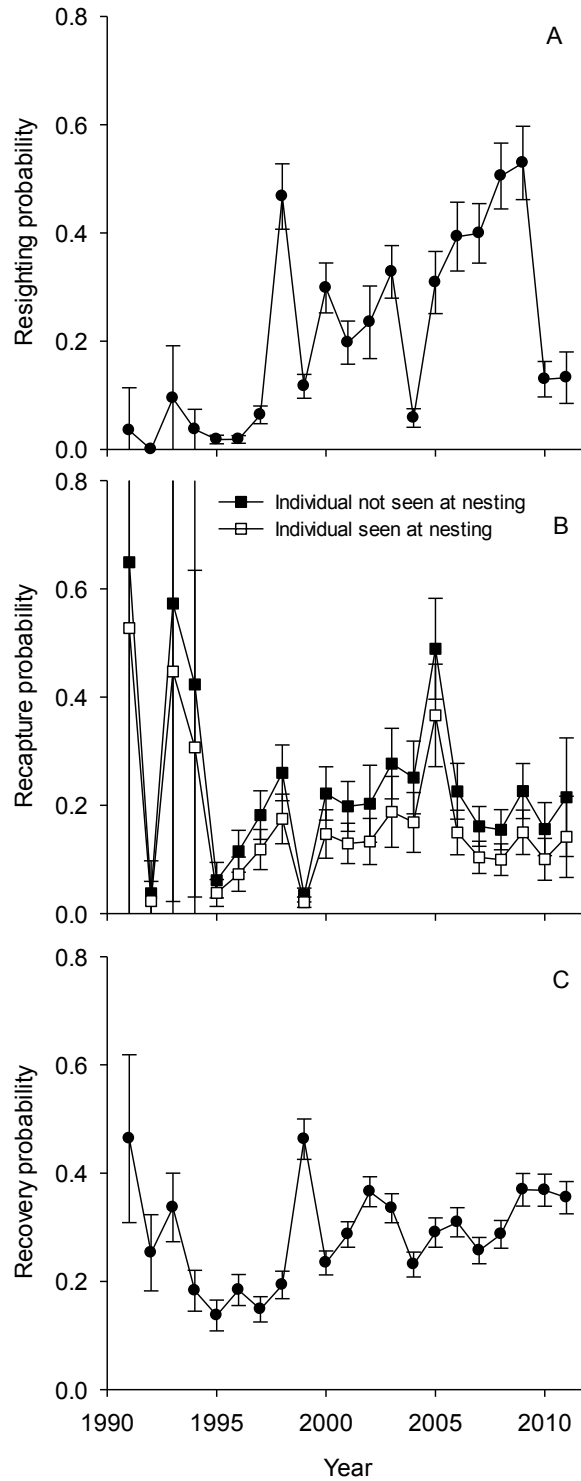 0.8
A
0.6
0.4
0.2
0.0
Resighting probability
0.8
Individual not seen at nesting
B
Individual seen at nesting
0.6
0.4
0.2
0.0
Recapture probability
0.8
C
0.6
0.4
0.2
0.0
Recovery probability
1990 1995 2000 2005 2010
Year